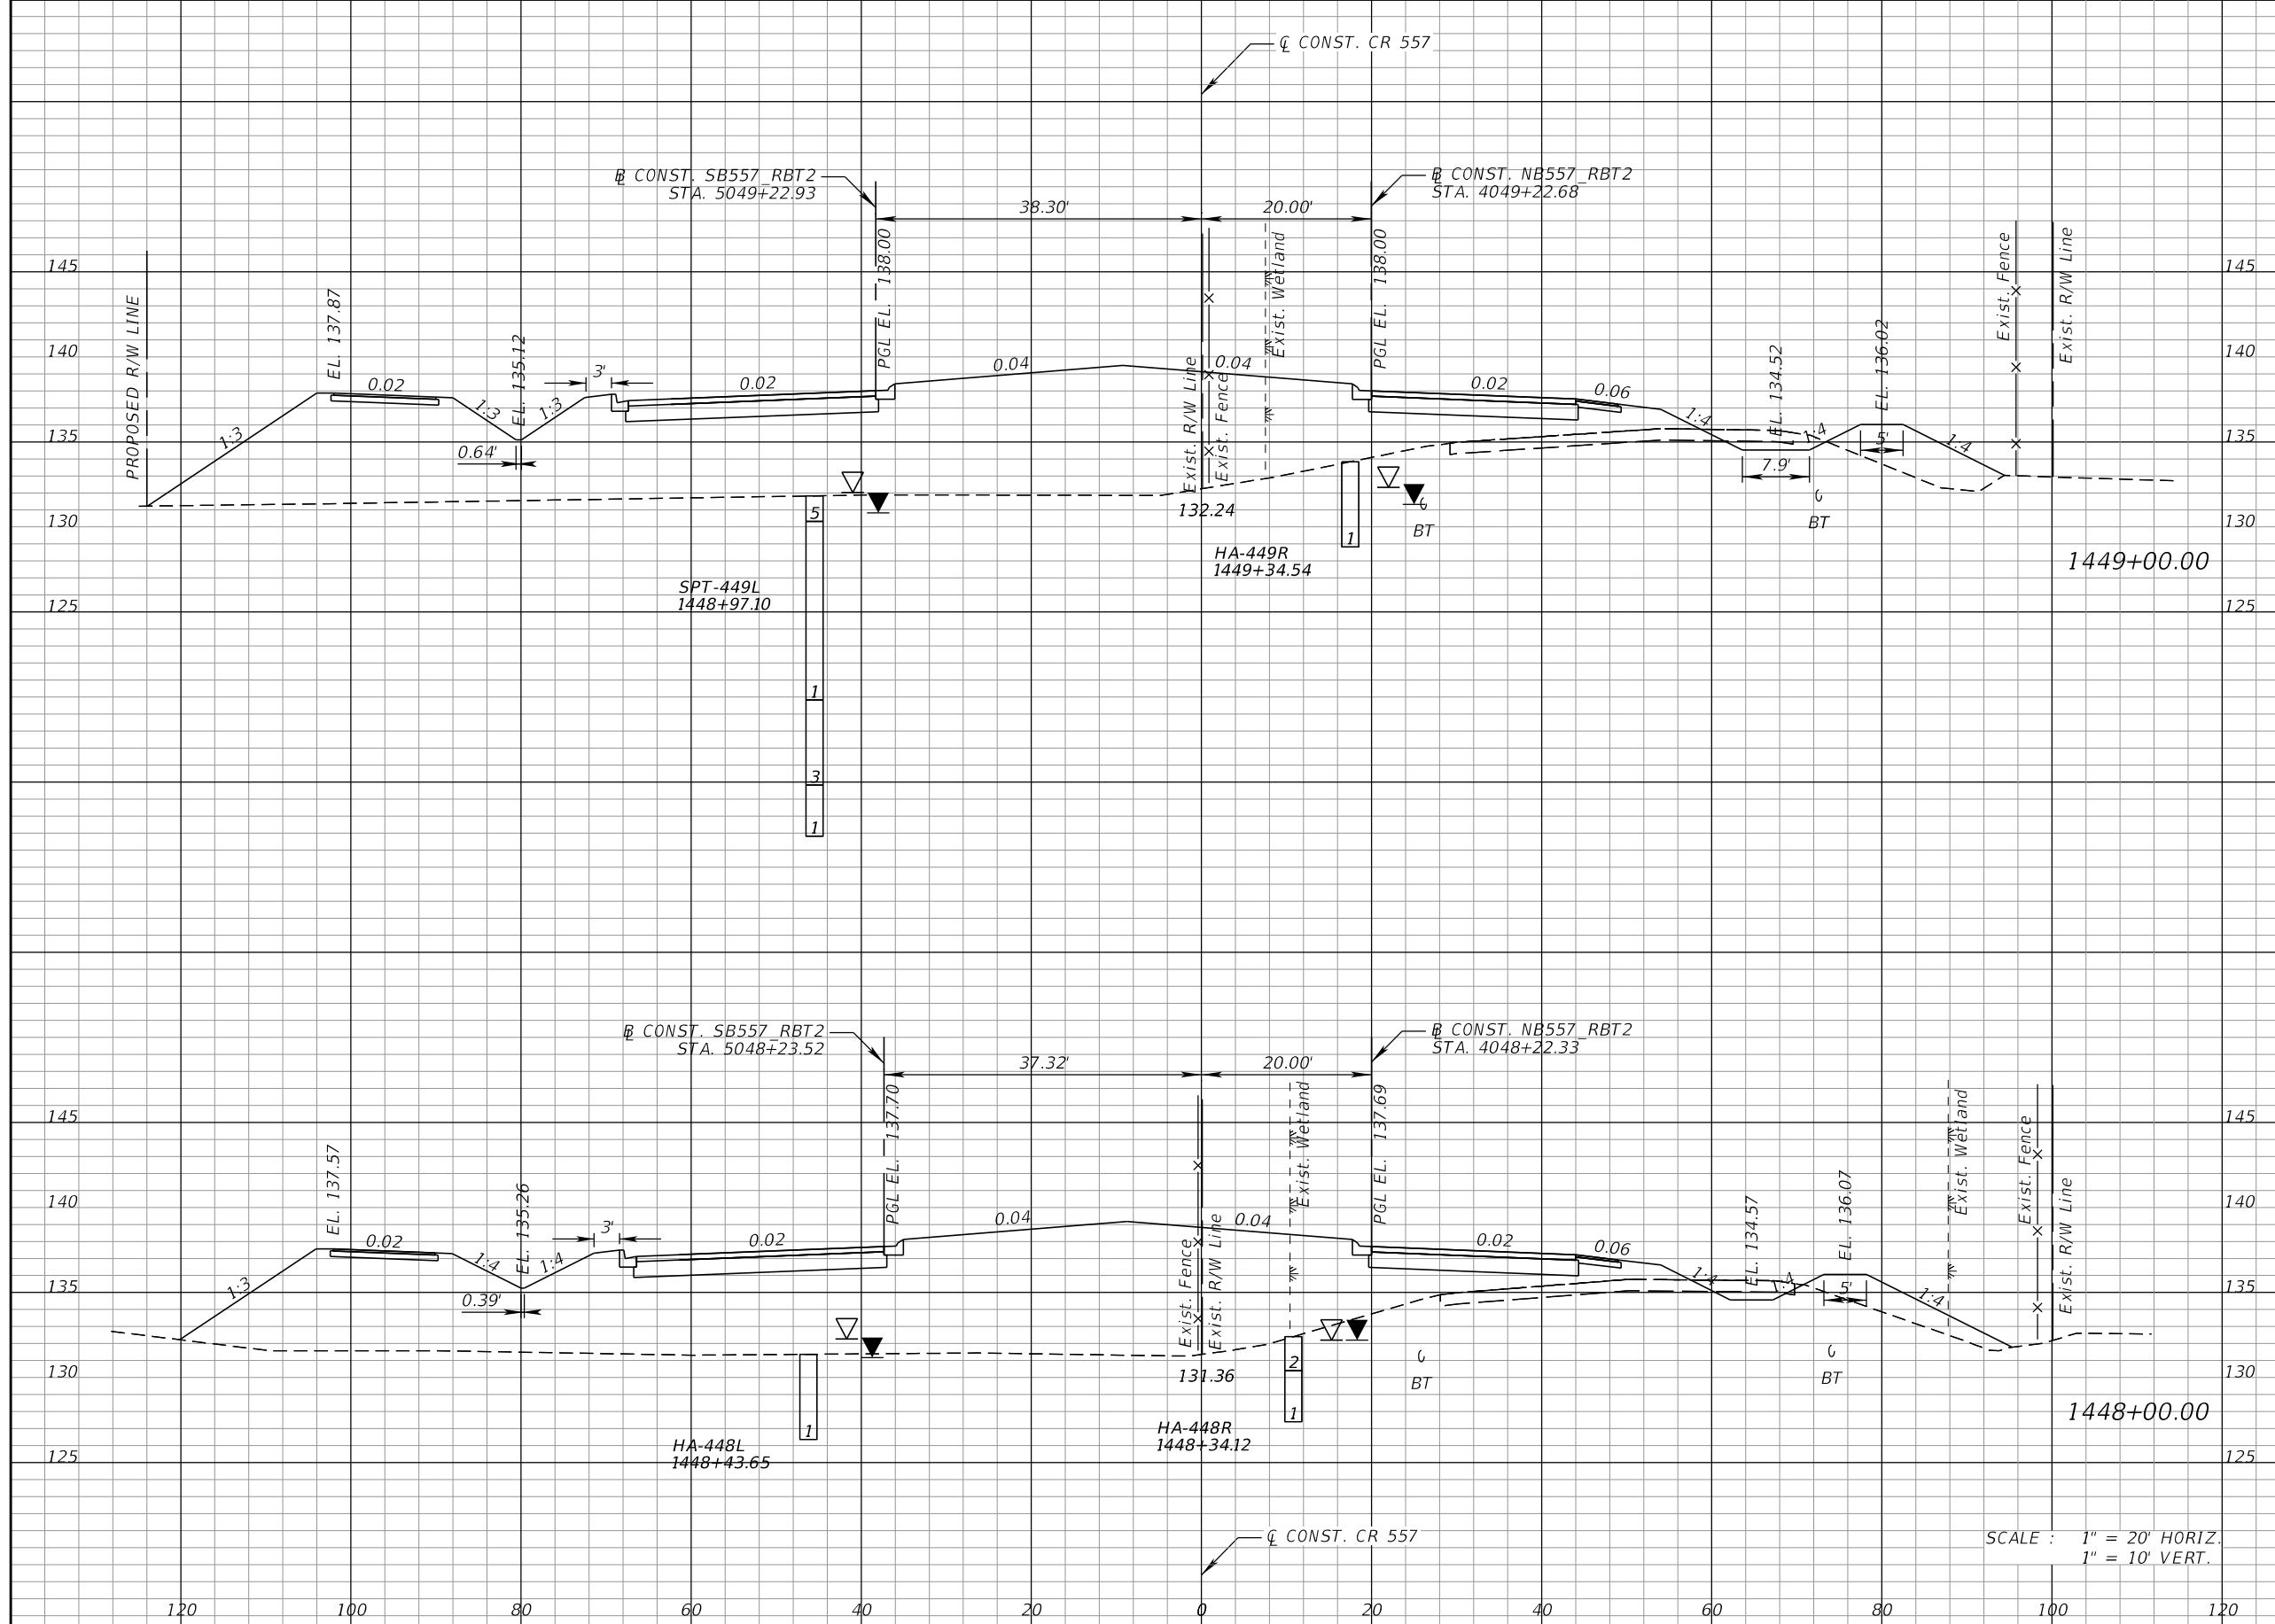 ℄ CONST. CR 557
℄ CONST. SB557_RBT2
STA. 5049+22.93
℄ CONST. NB557_RBT2
STA. 4049+22.68
38.30'
20.00'
PROPOSED R/W LINE
EL. 137.87
EL. 135.12
PGL EL. 138.00
Exist. R/W Line
Exist. Fence
Exist. Wetland
PGL EL. 138.00
EL. 134.52
EL. 136.02
Exist. Fence
Exist. R/W Line
145
145
140
140
135
135
130
130
125
125
1:3
0.02
1:3
1:3
3'
0.02
0.04
0.04
0.02
0.06
1:4
1:4
5'
1:4
0.64'
7.9'
132.24
5
1
3
1
SPT-449L
1448+97.10
HA-449R
1449+34.54
1
BT
BT
1449+00.00
℄ CONST. SB557_RBT2
STA. 5048+23.52
℄ CONST. NB557_RBT2
STA. 4048+22.33
37.32'
20.00'
EL. 137.57
EL. 135.26
PGL EL. 137.70
Exist. Fence
Exist. R/W Line
Exist. Wetland
PGL EL. 137.69
EL. 134.57
EL. 136.07
Exist. Wetland
Exist. Fence
Exist. R/W Line
145
145
140
140
135
135
130
130
125
125
1:3
0.02
1:4
1:4
3'
0.02
0.04
0.04
0.02
0.06
1:4
1:4
5'
1:4
0.39'
131.36
1
HA-448L
1448+43.65
2
1
HA-448R
1448+34.12
BT
BT
1448+00.00
℄ CONST. CR 557
SCALE : 1" = 20' HORIZ.
1" = 10' VERT.
120 100 80 60 40 20 0 20 40 60 80 100 120